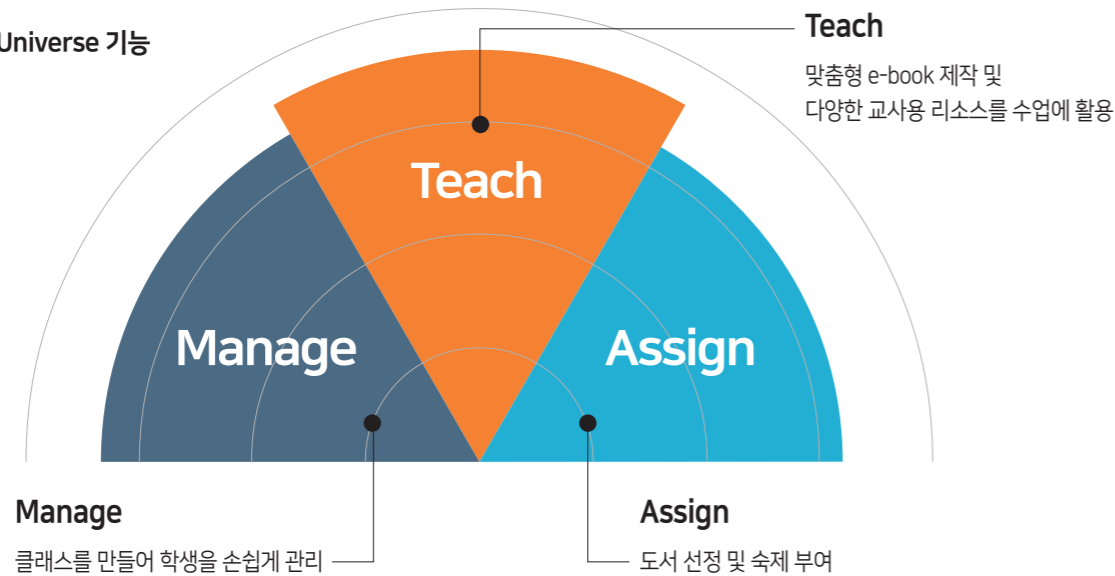 Universe 기능
Teach
맞춤형 e-book 제작 및
다양한 교사용 리소스를 수업에 활용
Teach
Manage
Assign
Manage
클래스를 만들어 학생을 손쉽게 관리
Assign
도서 선정 및 숙제 부여